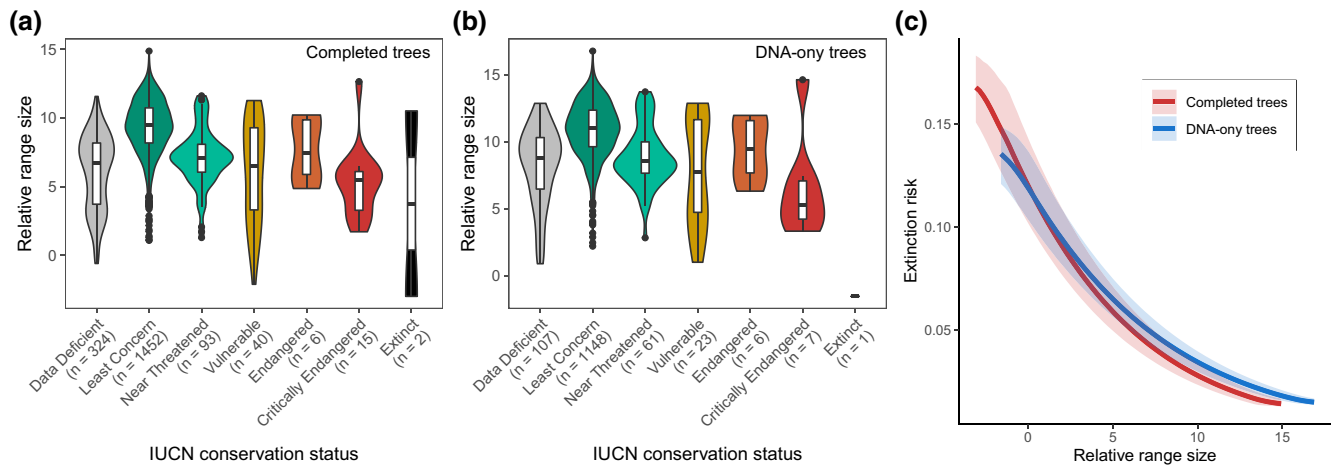 (a)
Completed trees
Relative range size
15
10
5
0
Data Deficient
(n = 324)
Least Concern
(n = 1452)
Near Threatened
(n = 93)
Vulnerable
(n = 40)
Endangered
(n = 6)
Critically Endangered
(n = 15)
Extinct
(n = 2)
IUCN conservation status
(b)
DNA-ony trees
Relative range size
15
10
5
0
Data Deficient
(n = 107)
Least Concern
(n = 1148)
Near Threatened
(n = 61)
Vulnerable
(n = 23)
Endangered
(n = 6)
Critically Endangered
(n = 7)
Extinct
(n = 1)
IUCN conservation status
(c)
Extinction risk
0.15
0.10
0.05
Completed trees
DNA-ony trees
0
5
10
15
Relative range size